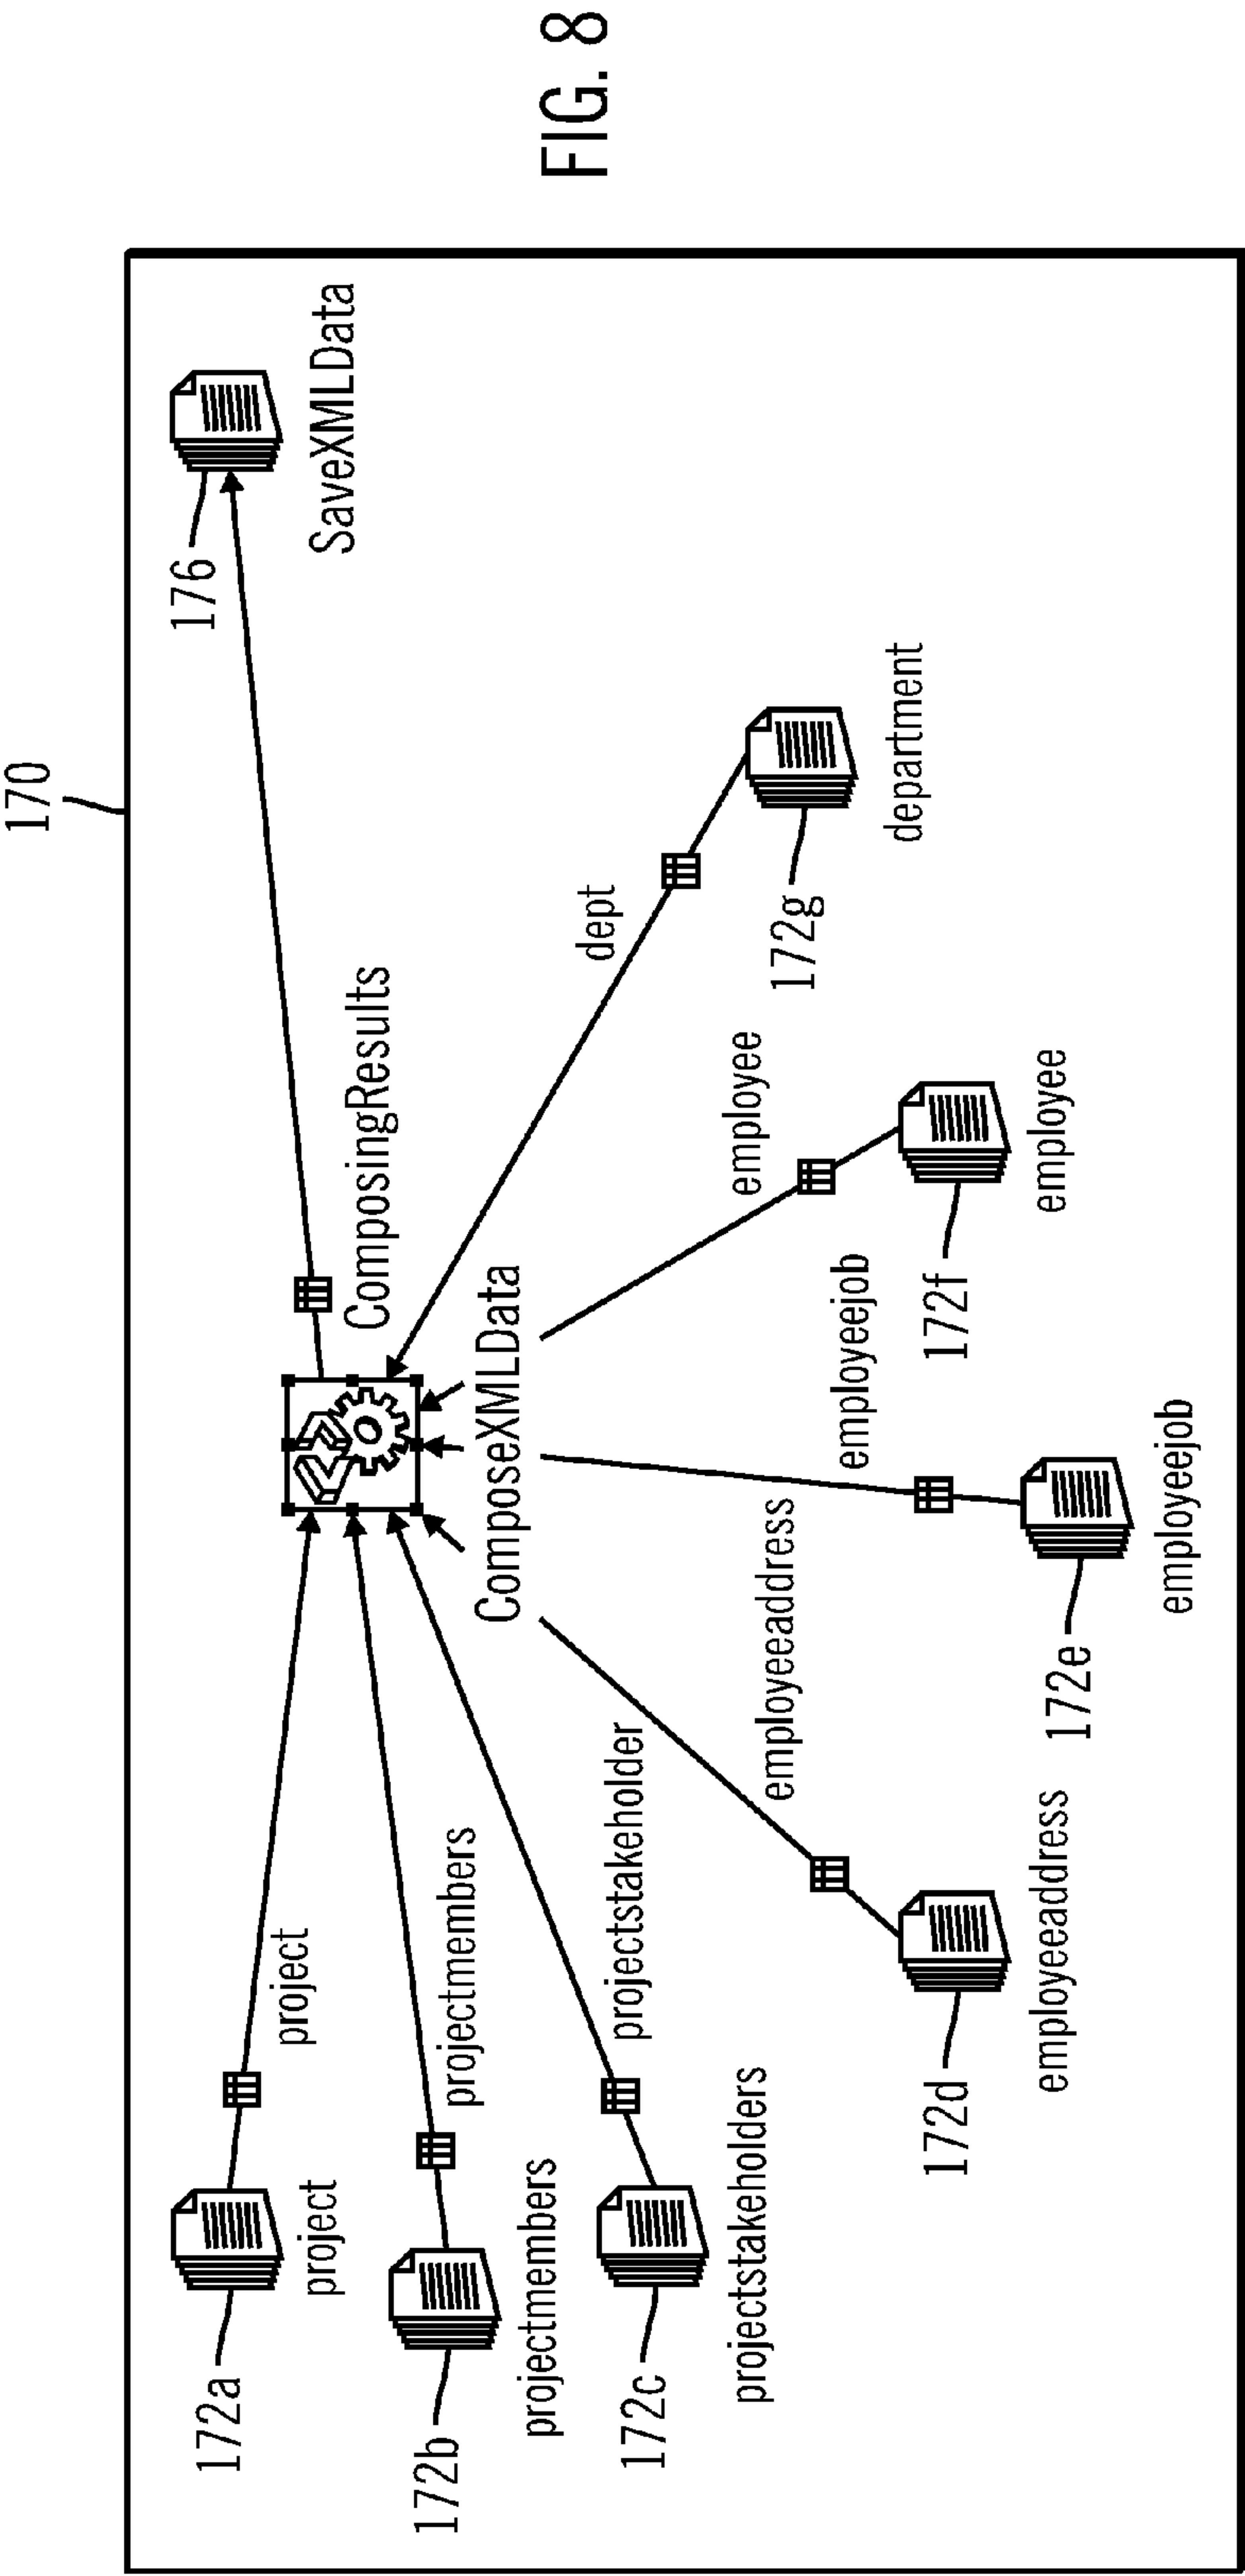 170
172a
project
project
172b
projectmembers
projectmembers
172c
projectstakeholders
projectstakeholder
172d
employeeaddress
employeeaddress
172e
employeejob
employeejob
172f
employee
employee
172g
department
dept
ComposeXMLData
ComposingResults
176
SaveXMLData
FIG. 8